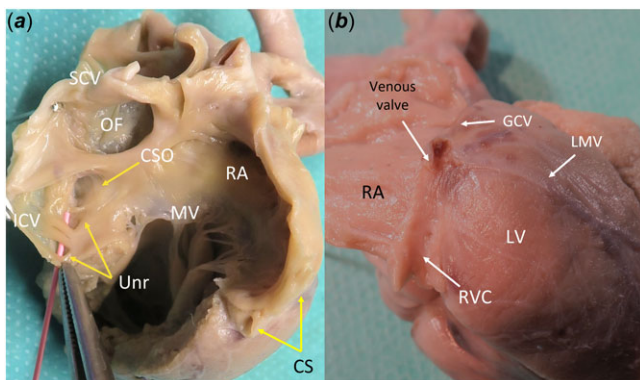 (a)
SCV
OF
CSO
RA
ICV
MV
Unr
CS
(b)
Venous
valve
GCV
LMV
RA
LV
RVC